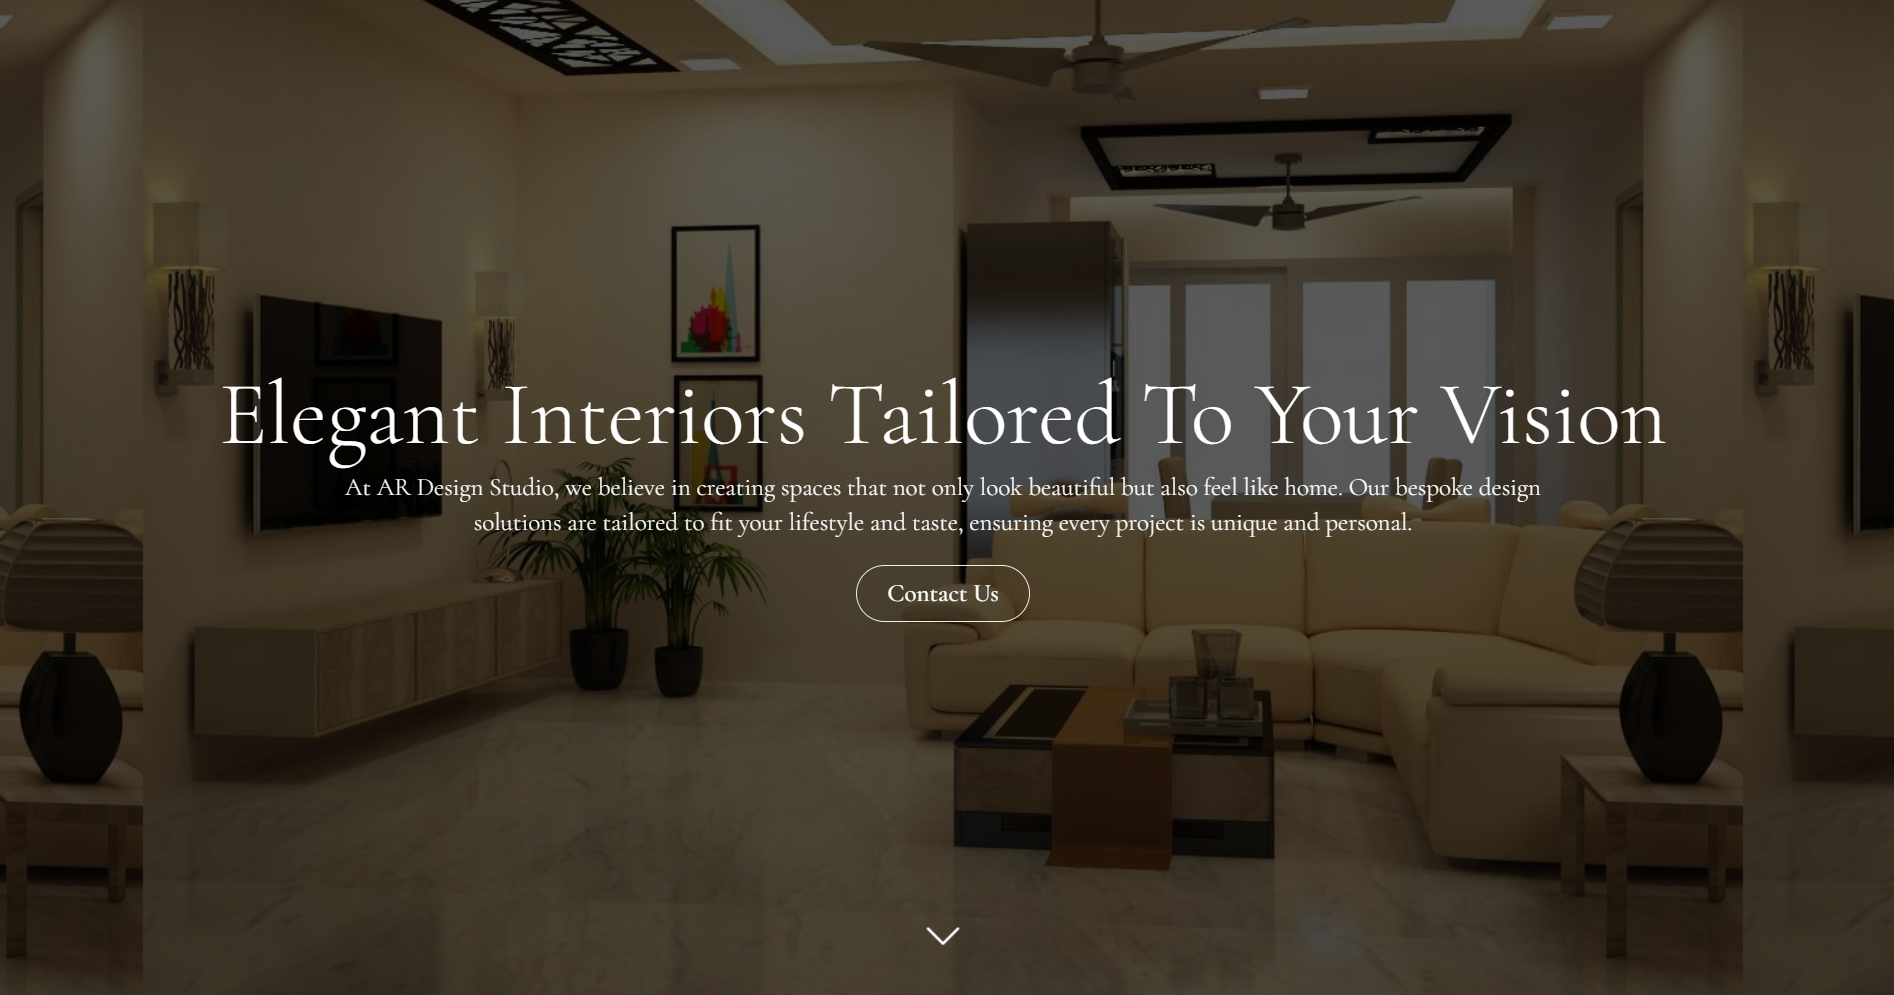 Elegant Interiors Tailored To Your Vision
At AR Design Studio, we believe in creating spaces that not only look beautiful but also feel like home. Our bespoke design
solutions are tailored to fit your lifestyle and taste, ensuring every project is unique and personal.
Contact Us